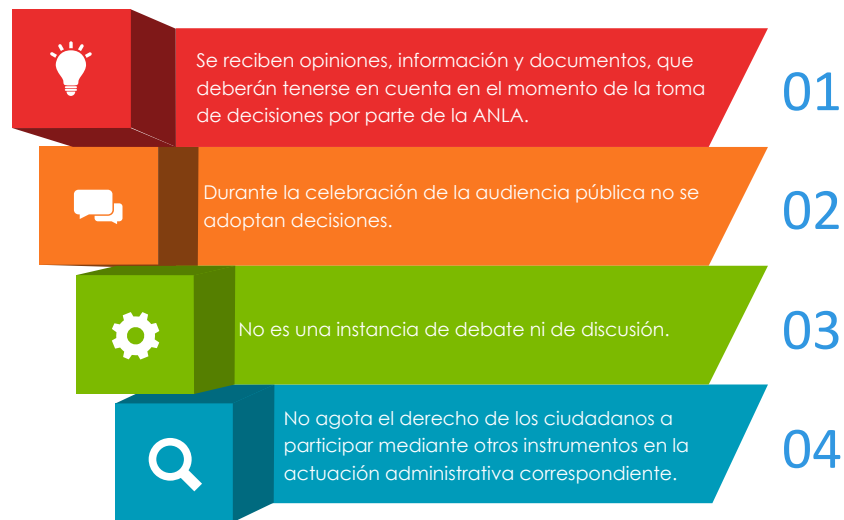 Se reciben opiniones, información y documentos, que
deberán tenerse en cuenta en el momento de la toma
de decisiones por parte de la ANLA.
01
Durante la celebración de la audiencia pública no se
adoptan decisiones.
02
No es una instancia de debate ni de discusión.
03
No agota el derecho de los ciudadanos a
participar mediante otros instrumentos en la
actuación administrativa correspondiente.
04